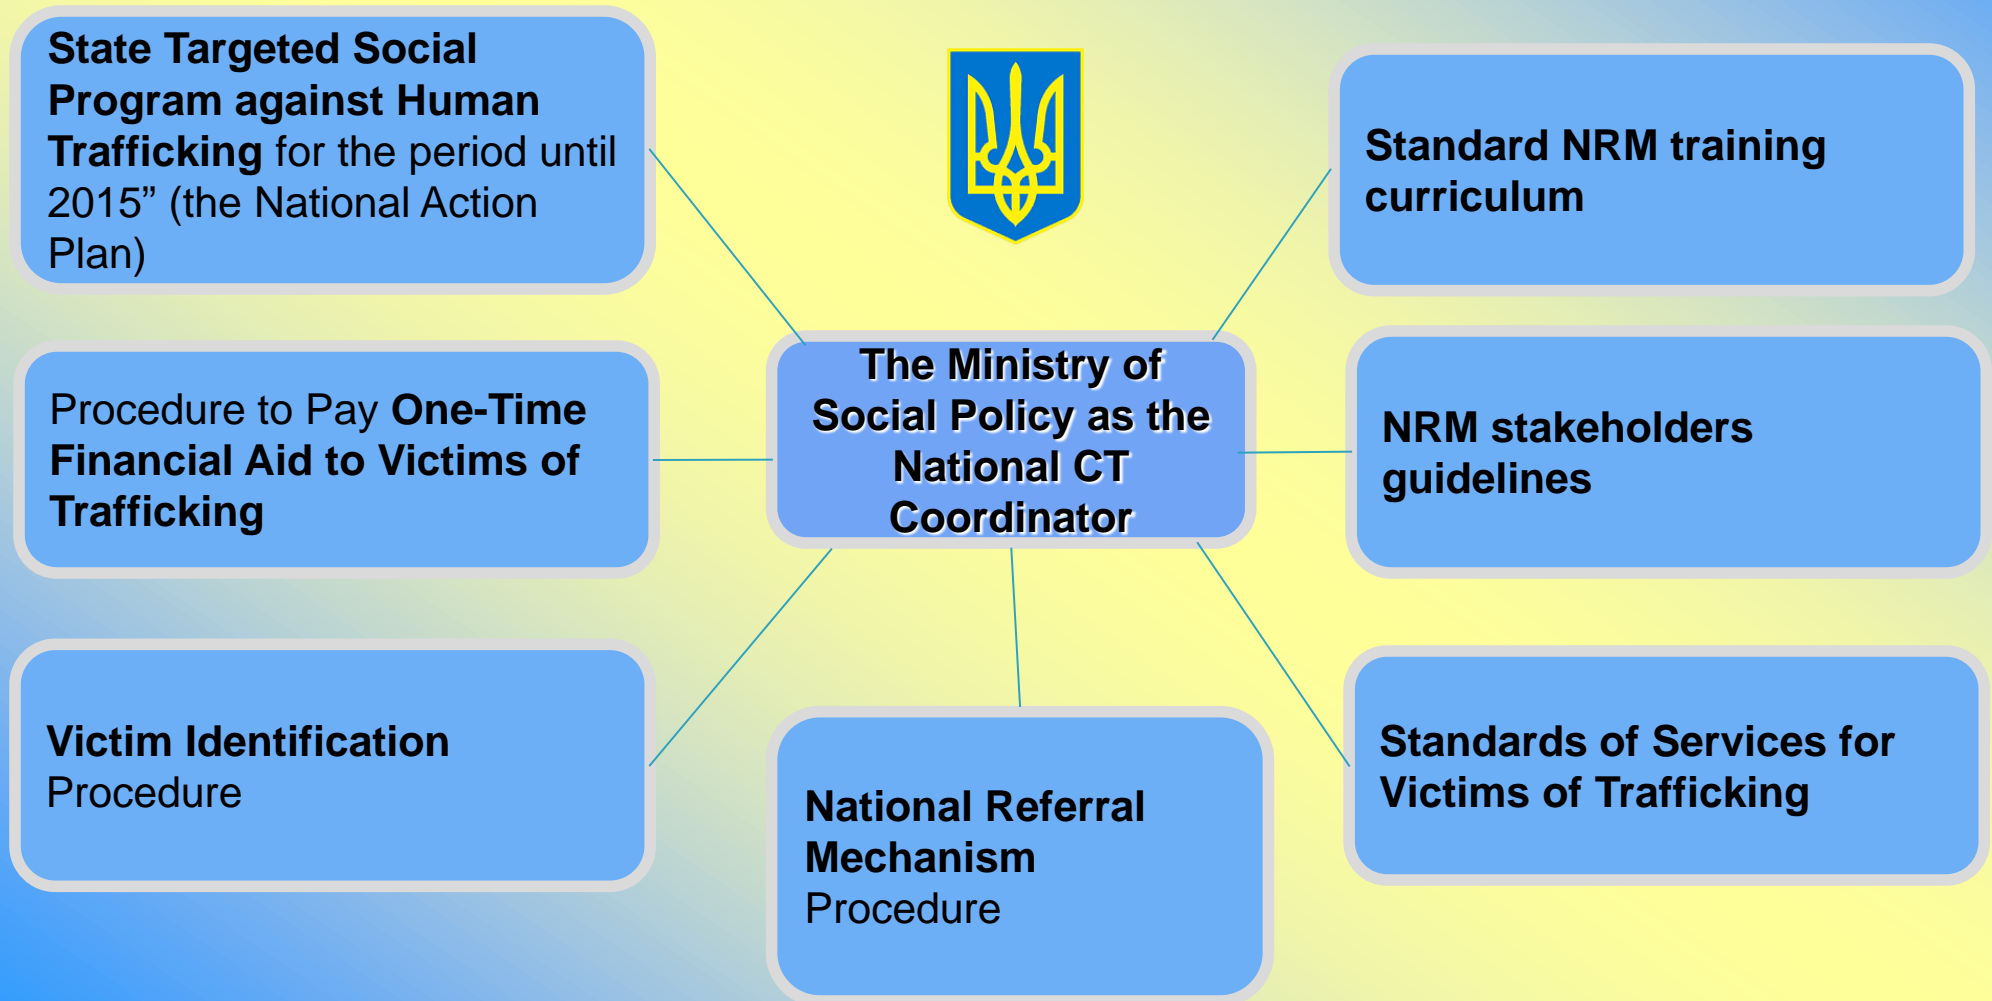 State Targeted Social
Program against Human
Trafficking for the period until
2015” (the National Action
Plan)
Procedure to Pay One-Time
Financial Aid to Victims of
Trafficking
Victim Identification
Procedure
The Ministry of
Social Policy as the
National CT
Coordinator
National Referral
Mechanism
Procedure
Standard NRM training
curriculum
NRM stakeholders
guidelines
Standards of Services for
Victims of Trafficking